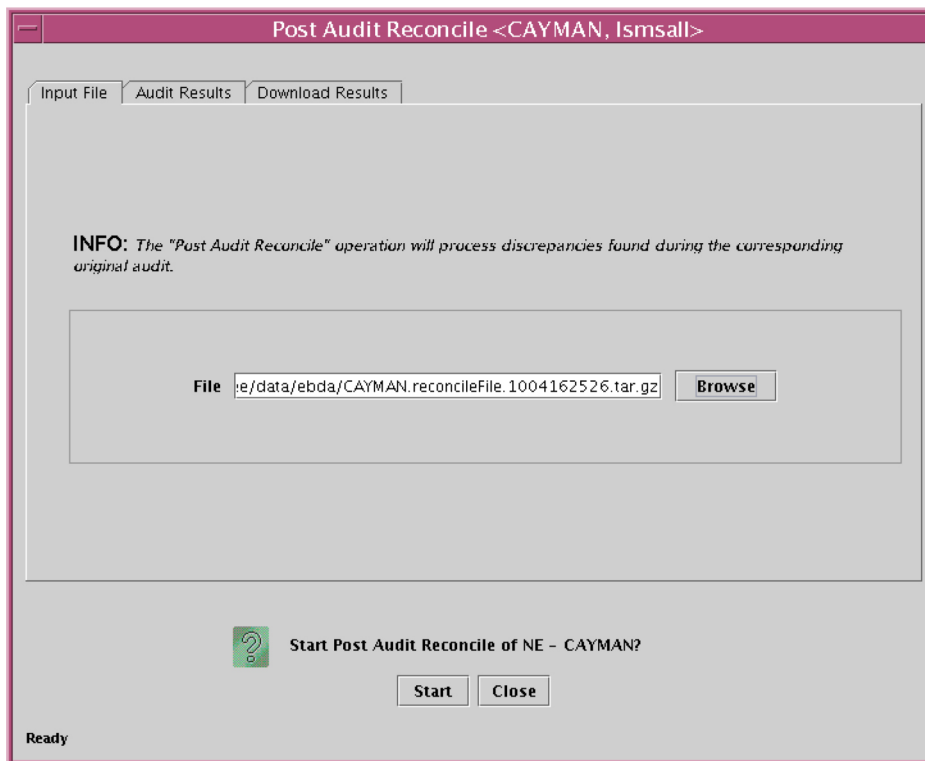 Post Audit Reconcile <CAYMAN, lsmsall>
Input File Audit Results Download Results
INFO: The "Post Audit Reconcile" operation will process discrepancies found during the corresponding
original audit.
File :e/data/ebda/CAYMAN.reconcileFile.1004162526.tar.gz Browse
Start Post Audit Reconcile of NE – CAYMAN?
Start Close
Ready